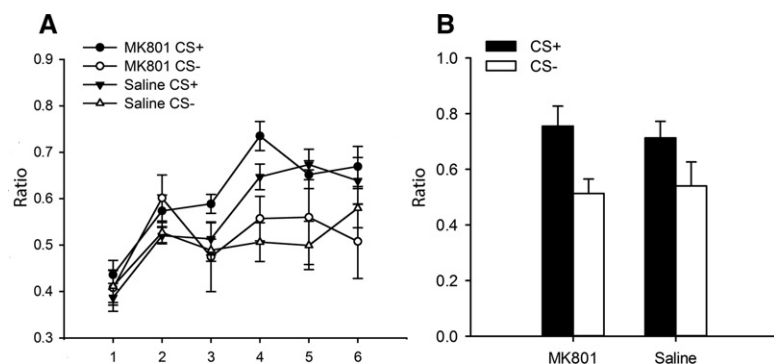 A
MK801 CS+
MK801 CS-
Saline CS+
Saline CS-
Ratio
0.9
0.8
0.7
0.6
0.5
0.4
0.3
1 2 3 4 5 6
B
CS+
CS-
Ratio
1.0
0.8
0.6
0.4
0.2
0.0
MK801 Saline